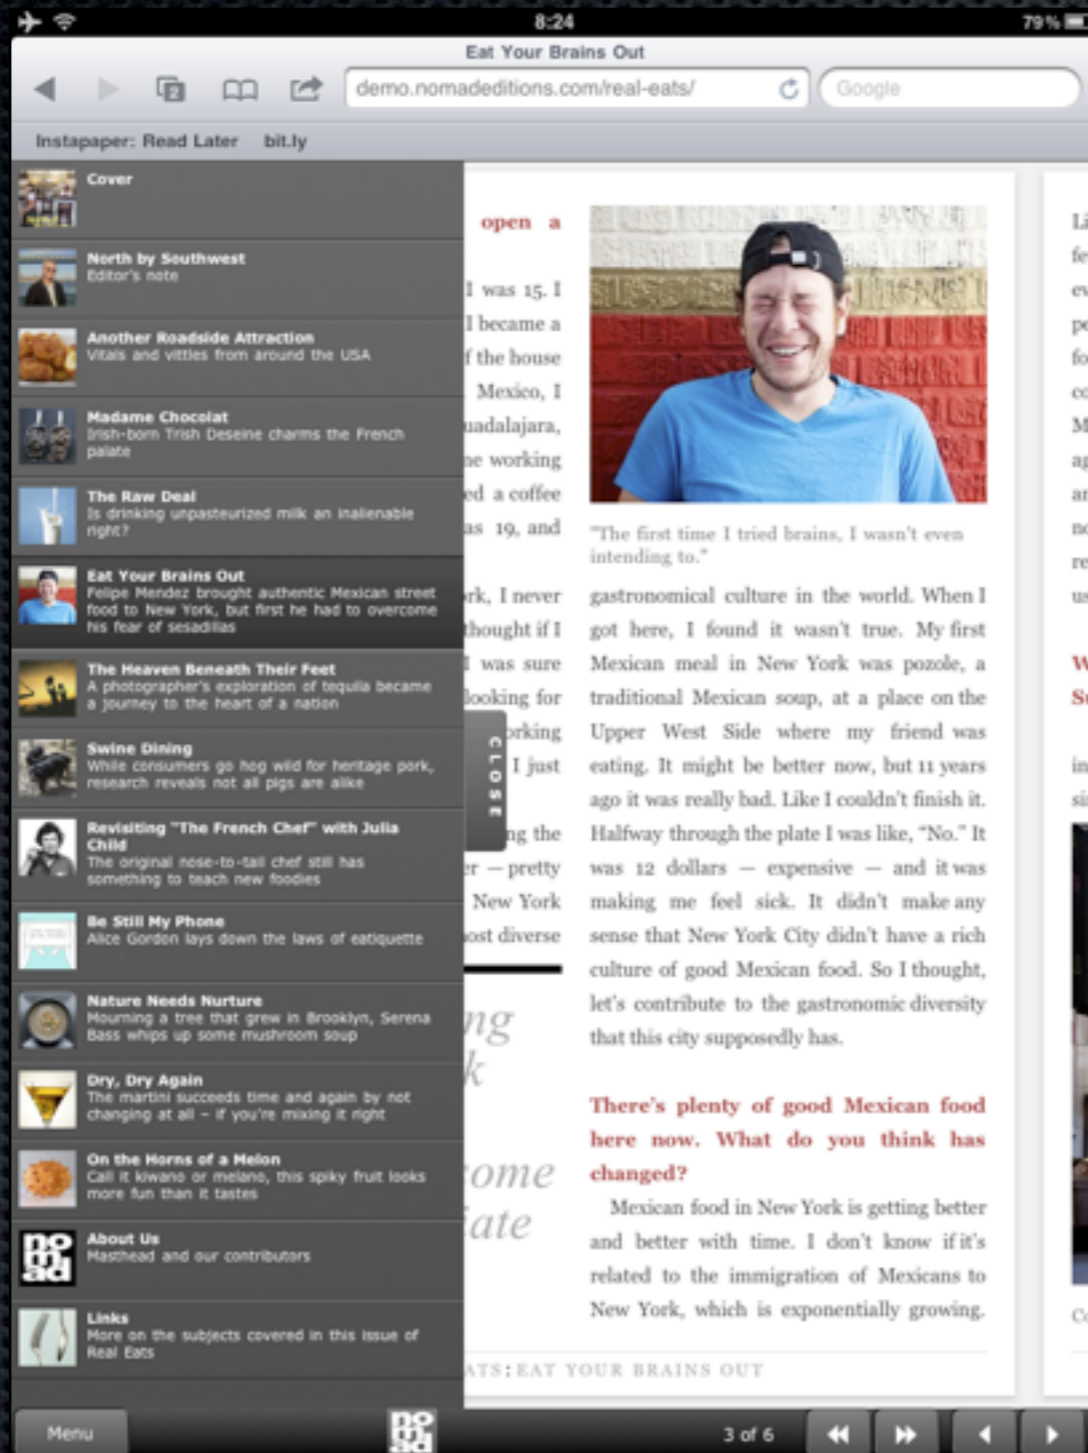 8:24
79%
Eat Your Brains Out
2
demo.nomadeditions.com/real-eats/
Google
Instapaper: Read Later bit.ly
Cover
North by Southwest
Editor's note
Another Roadside Attraction
Vitals and vittles from around the USA
Madame Chocolat
Irish-born Trish Deseine charms the French
palate
The Raw Deal
Is drinking unpasteurized milk an inalienable
right?
Eat Your Brains Out
Felipe Mendez brought authentic Mexican street
food to New York, but first he had to overcome
his fear of sesadillas
The Heaven Beneath Their Feet
A photographer's exploration of tequila became
a journey to the heart of a nation
Swine Dining
While consumers go hog wild for heritage pork,
research reveals not all pigs are alike
Revisiting "The French Chef" with Julia
Child
The original nose-to-tail chef still has
something to teach new foodies
Be Still My Phone
Alice Gordon lays down the laws of eatiquette
Nature Needs Nurture
Mourning a tree that grew in Brooklyn, Serena
Bass whips up some mushroom soup
Dry, Dry Again
The martini succeeds time and again by not
changing at all – if you're mixing it right
On the Horns of a Melon
Call it kiwano or melano, this spiky fruit looks
more fun than it tastes
About Us
Masthead and our contributors
nomad
Links
More on the subjects covered in this issue of
Real Eats
CLOSE
open a
I was 15. I
I became a
f the house
Mexico, I
uadalajara,
ne working
ed a coffee
as 19, and
rk, I never
thought if I
I was sure
looking for
orking
I just
ng the
er — pretty
New York
ost diverse
ng
k
come
iate
"The first time I tried brains, I wasn't even
intending to."
gastronomical culture in the world. When I
got here, I found it wasn't true. My first
Mexican meal in New York was pozole, a
traditional Mexican soup, at a place on the
Upper West Side where my friend was
eating. It might be better now, but 11 years
ago it was really bad. Like I couldn't finish it.
Halfway through the plate I was like, “No.” It
was 12 dollars — expensive — and it was
making me feel sick. It didn't make any
sense that New York City didn't have a rich
culture of good Mexican food. So I thought,
let's contribute to the gastronomic diversity
that this city supposedly has.
There's plenty of good Mexican food
here now. What do you think has
changed?
Mexican food in New York is getting better
and better with time. I don't know if it's
related to the immigration of Mexicans to
New York, which is exponentially growing.
ATS: EAT YOUR BRAINS OUT
Menu
nomad
3 of 6